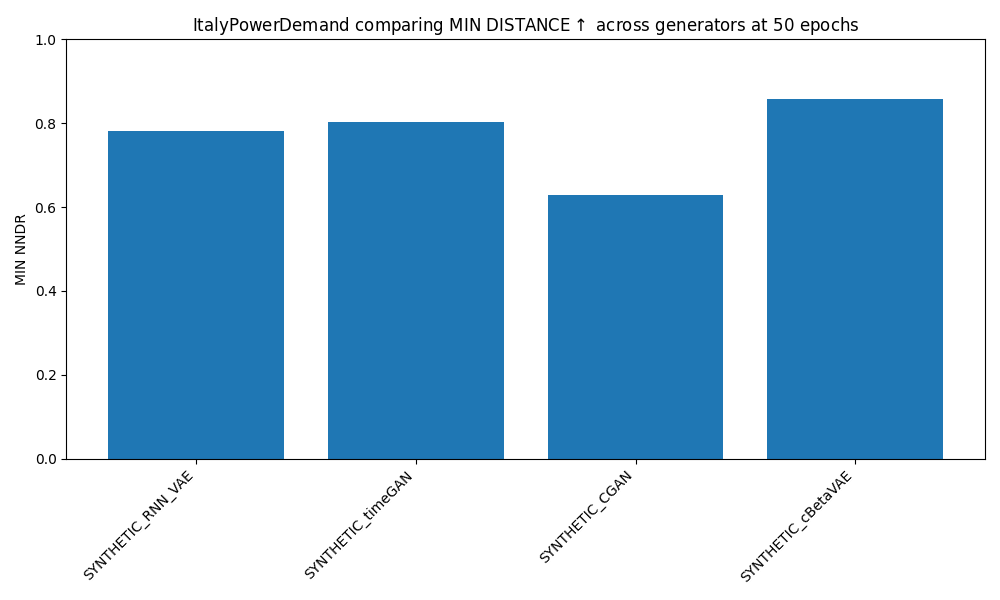 ItalyPowerDemand comparing MIN DISTANCE ↑ across generators at 50 epochs
MIN NNDR
1.0
0.8
0.6
0.4
0.2
0.0
SYNTHETIC_RNN_VAE
SYNTHETIC_timeGAN
SYNTHETIC_CGAN
SYNTHETIC_cBetaVAE